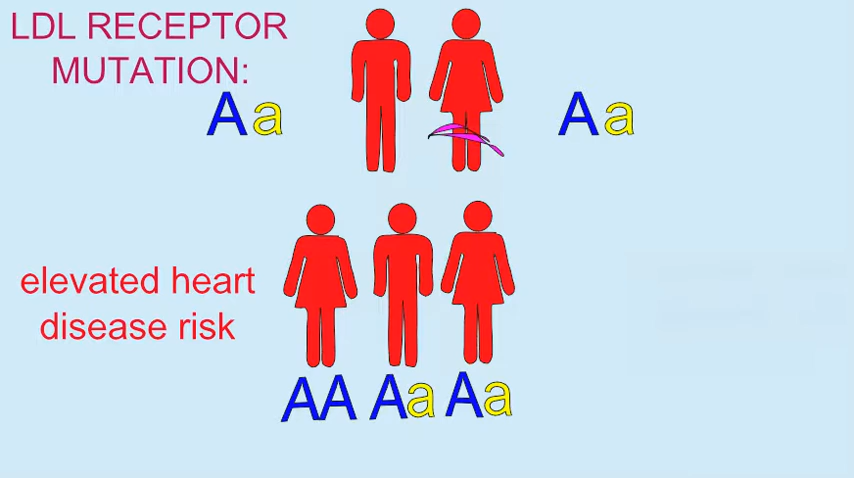 LDL RECEPTOR
MUTATION:
Aa
Aa
elevated heart
disease risk
AA Aa Aa